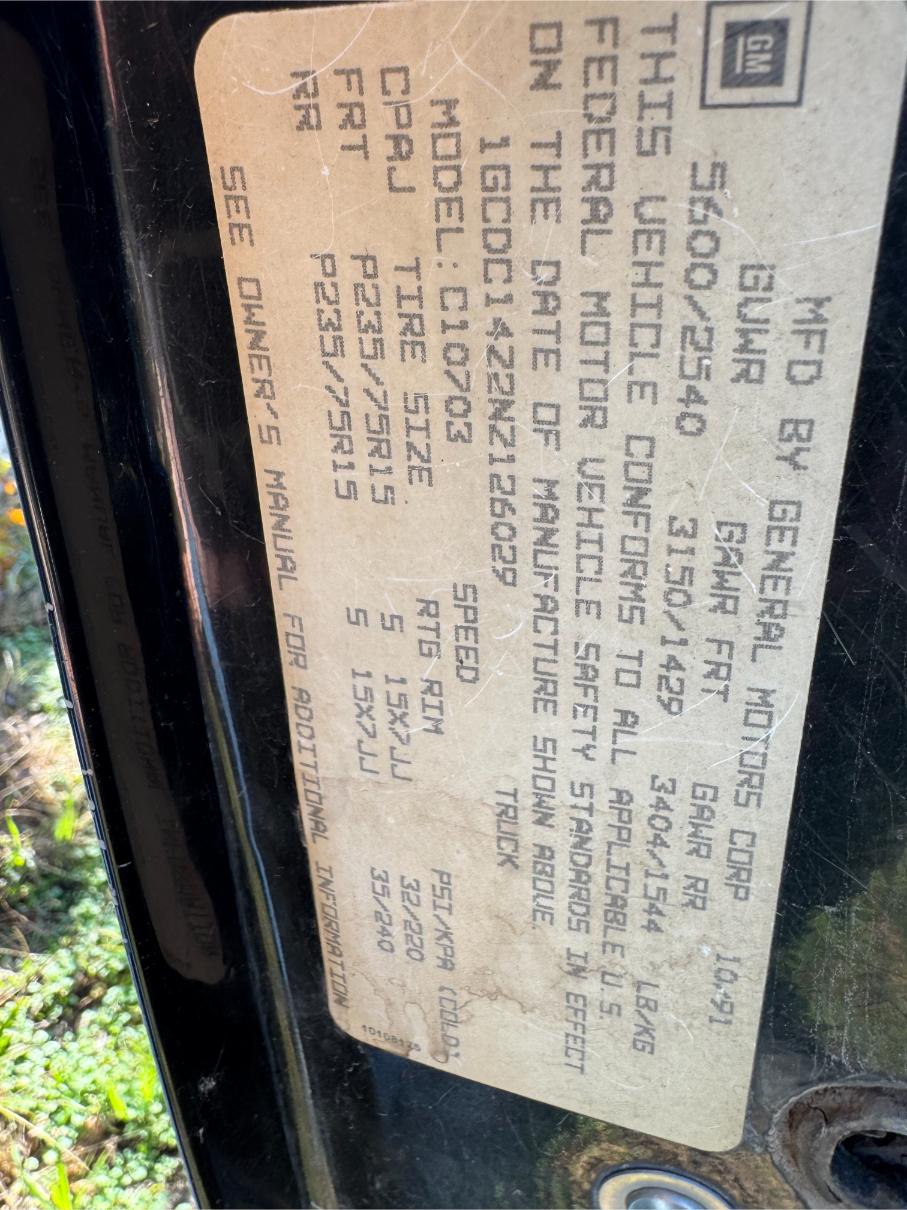 GM
MFD BY GENERAL MOTORS CORP 10/91
GVWR GAWR FRT GAWR RR
5600/2540 3150/1429 3404/1544 LB/KG
THIS VEHICLE CONFORMS TO ALL APPLICABLE U.S.
FEDERAL MOTOR VEHICLE SAFETY STANDARDS IN EFFECT
ON THE DATE OF MANUFACTURE SHOWN ABOVE.
1GCDC14Z2NZ126029 TRUCK
MODEL: C10703 SPEED
CPAJ TIRE SIZE RTG RIM PSI/KPA (COLD)
FRT P235/75R15 S 15X7JJ 32/220
RR P235/75R15 S 15X7JJ 35/240
SEE OWNER'S MANUAL FOR ADDITIONAL INFORMATION